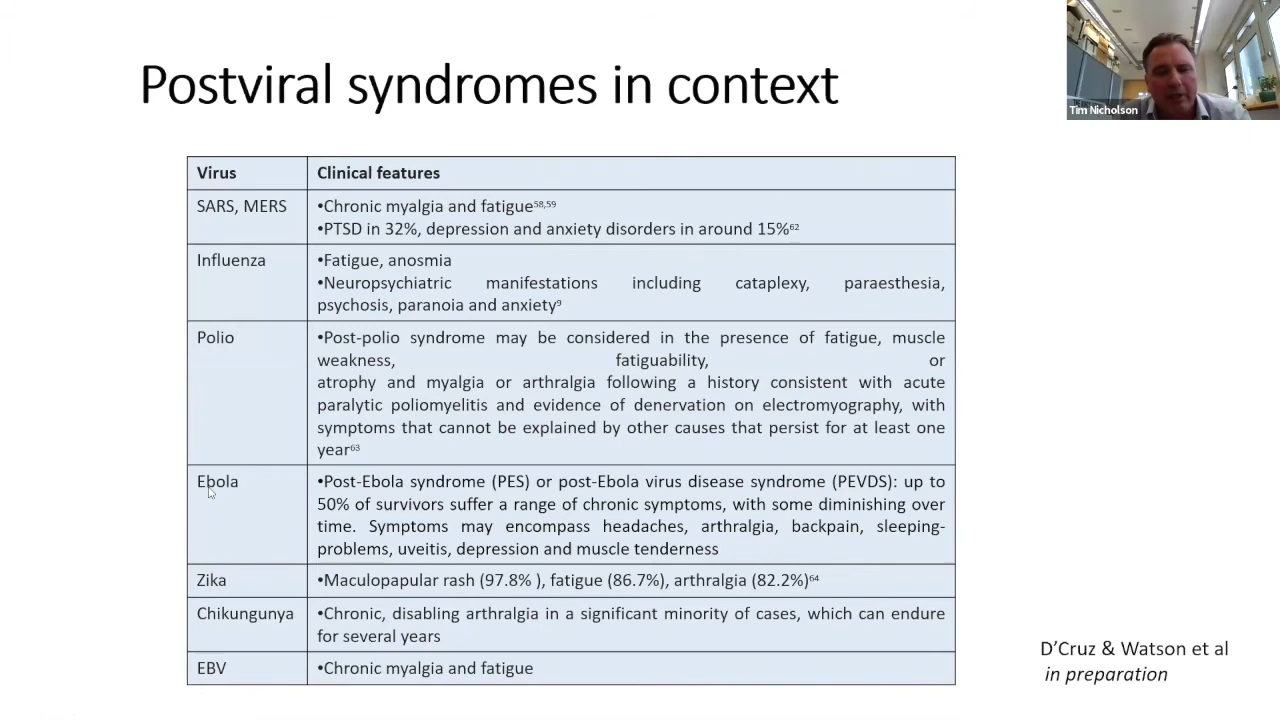 Postviral syndromes in context
Tim Nicholson
Virus
Clinical features
SARS, MERS
•Chronic myalgia and fatigue58,59
•PTSD in 32%, depression and anxiety disorders in around 15%62
Influenza
•Fatigue, anosmia
•Neuropsychiatric manifestations including cataplexy, paraesthesia,
psychosis, paranoia and anxiety9
Polio
•Post-polio syndrome may be considered in the presence of fatigue, muscle
weakness, fatiguability, or
atrophy and myalgia or arthralgia following a history consistent with acute
paralytic poliomyelitis and evidence of denervation on electromyography, with
symptoms that cannot be explained by other causes that persist for at least one
year63
Ebola
•Post-Ebola syndrome (PES) or post-Ebola virus disease syndrome (PEVDS): up to
50% of survivors suffer a range of chronic symptoms, with some diminishing over
time. Symptoms may encompass headaches, arthralgia, backpain, sleeping-
problems, uveitis, depression and muscle tenderness
Zika
•Maculopapular rash (97.8% ), fatigue (86.7%), arthralgia (82.2%)64
Chikungunya
•Chronic, disabling arthralgia in a significant minority of cases, which can endure
for several years
EBV
•Chronic myalgia and fatigue
D’Cruz & Watson et al
in preparation